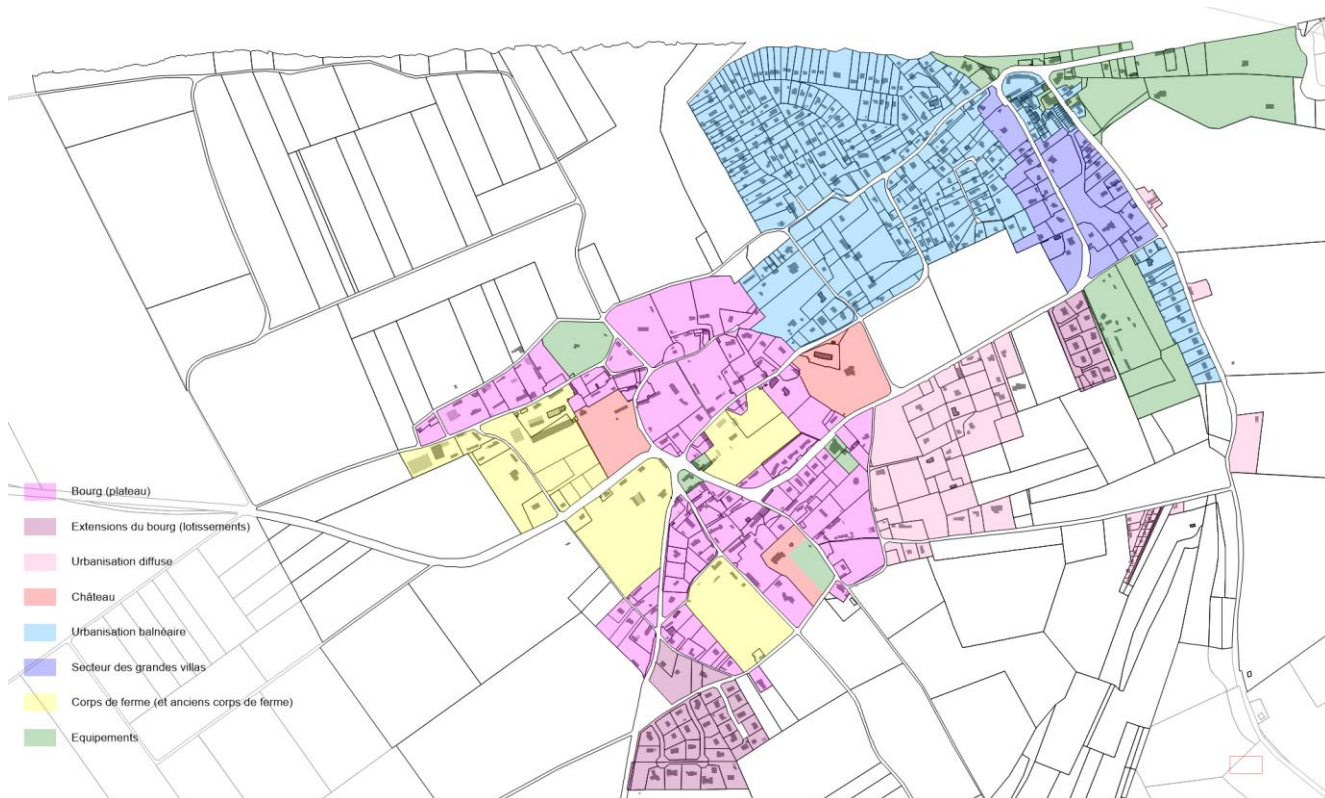 Bourg (plateau)
Extensions du bourg (lotissements)
Urbanisation diffuse
Château
Urbanisation balnéaire
Secteur des grandes villas
Corps de ferme (et anciens corps de ferme)
Equipements